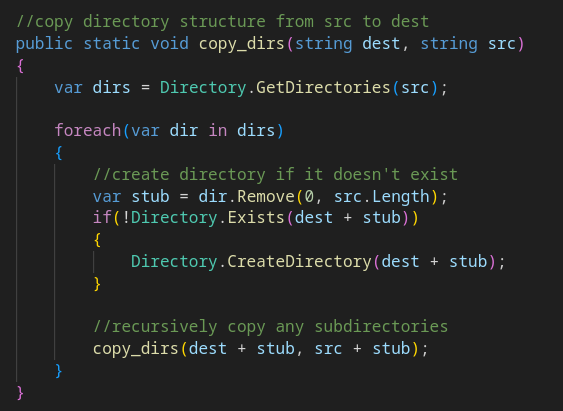 //copy directory structure from src to dest
public static void copy_dirs(string dest, string src)
{
    var dirs = Directory.GetDirectories(src);

    foreach(var dir in dirs)
    {
        //create directory if it doesn't exist
        var stub = dir.Remove(0, src.Length);
        if(!Directory.Exists(dest + stub))
        {
            Directory.CreateDirectory(dest + stub);
        }

        //recursively copy any subdirectories
        copy_dirs(dest + stub, src + stub);
    }
}